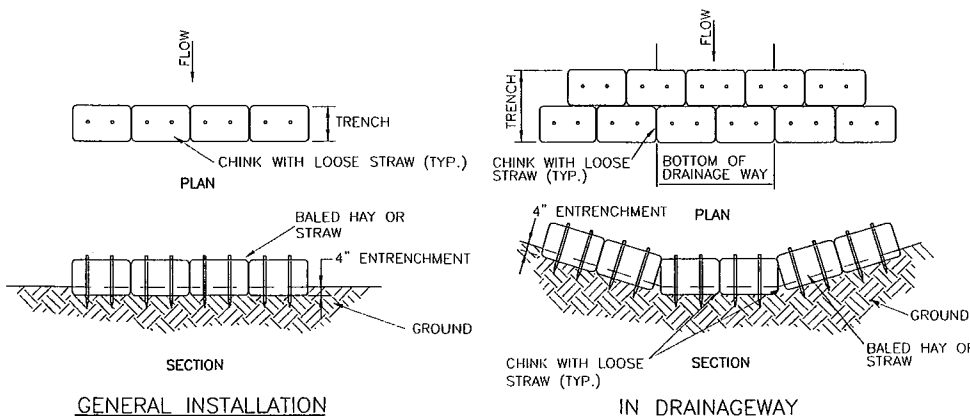 FLOW
TRENCH
CHINK WITH LOOSE STRAW (TYP.)
PLAN
BALED HAY OR
STRAW
4" ENTRENCHMENT
GROUND
SECTION
GENERAL INSTALLATION
FLOW
TRENCH
CHINK WITH LOOSE
STRAW (TYP.)
BOTTOM OF
DRAINAGE WAY
4" ENTRENCHMENT
PLAN
GROUND
BALED HAY OR
STRAW
CHINK WITH LOOSE
STRAW (TYP.)
SECTION
IN DRAINAGEWAY